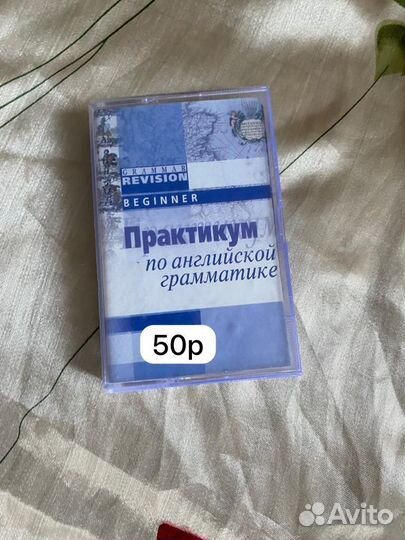 GRAMMAR
REVISION
BEGINNER
Практикум
по английской
грамматике
50р
Avito